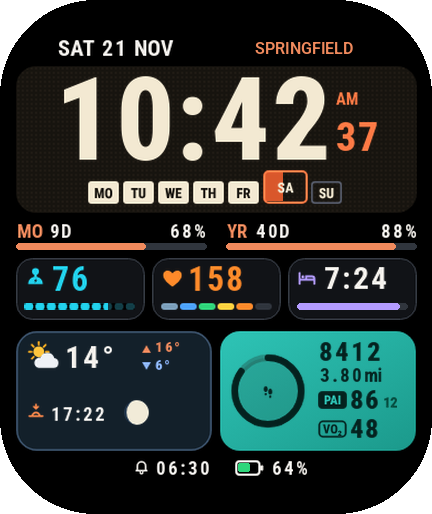 SAT 21 NOV SPRINGFIELD
10:42 AM 37
MO TU WE TH FR SA SU
MO 9D 68% YR 40D 88%
76 158 7:24
14° ▲ 16° ▼ 6°
17:22
8412
3.80mi
PAI 86 12
VO₂ 48
06:30 64%